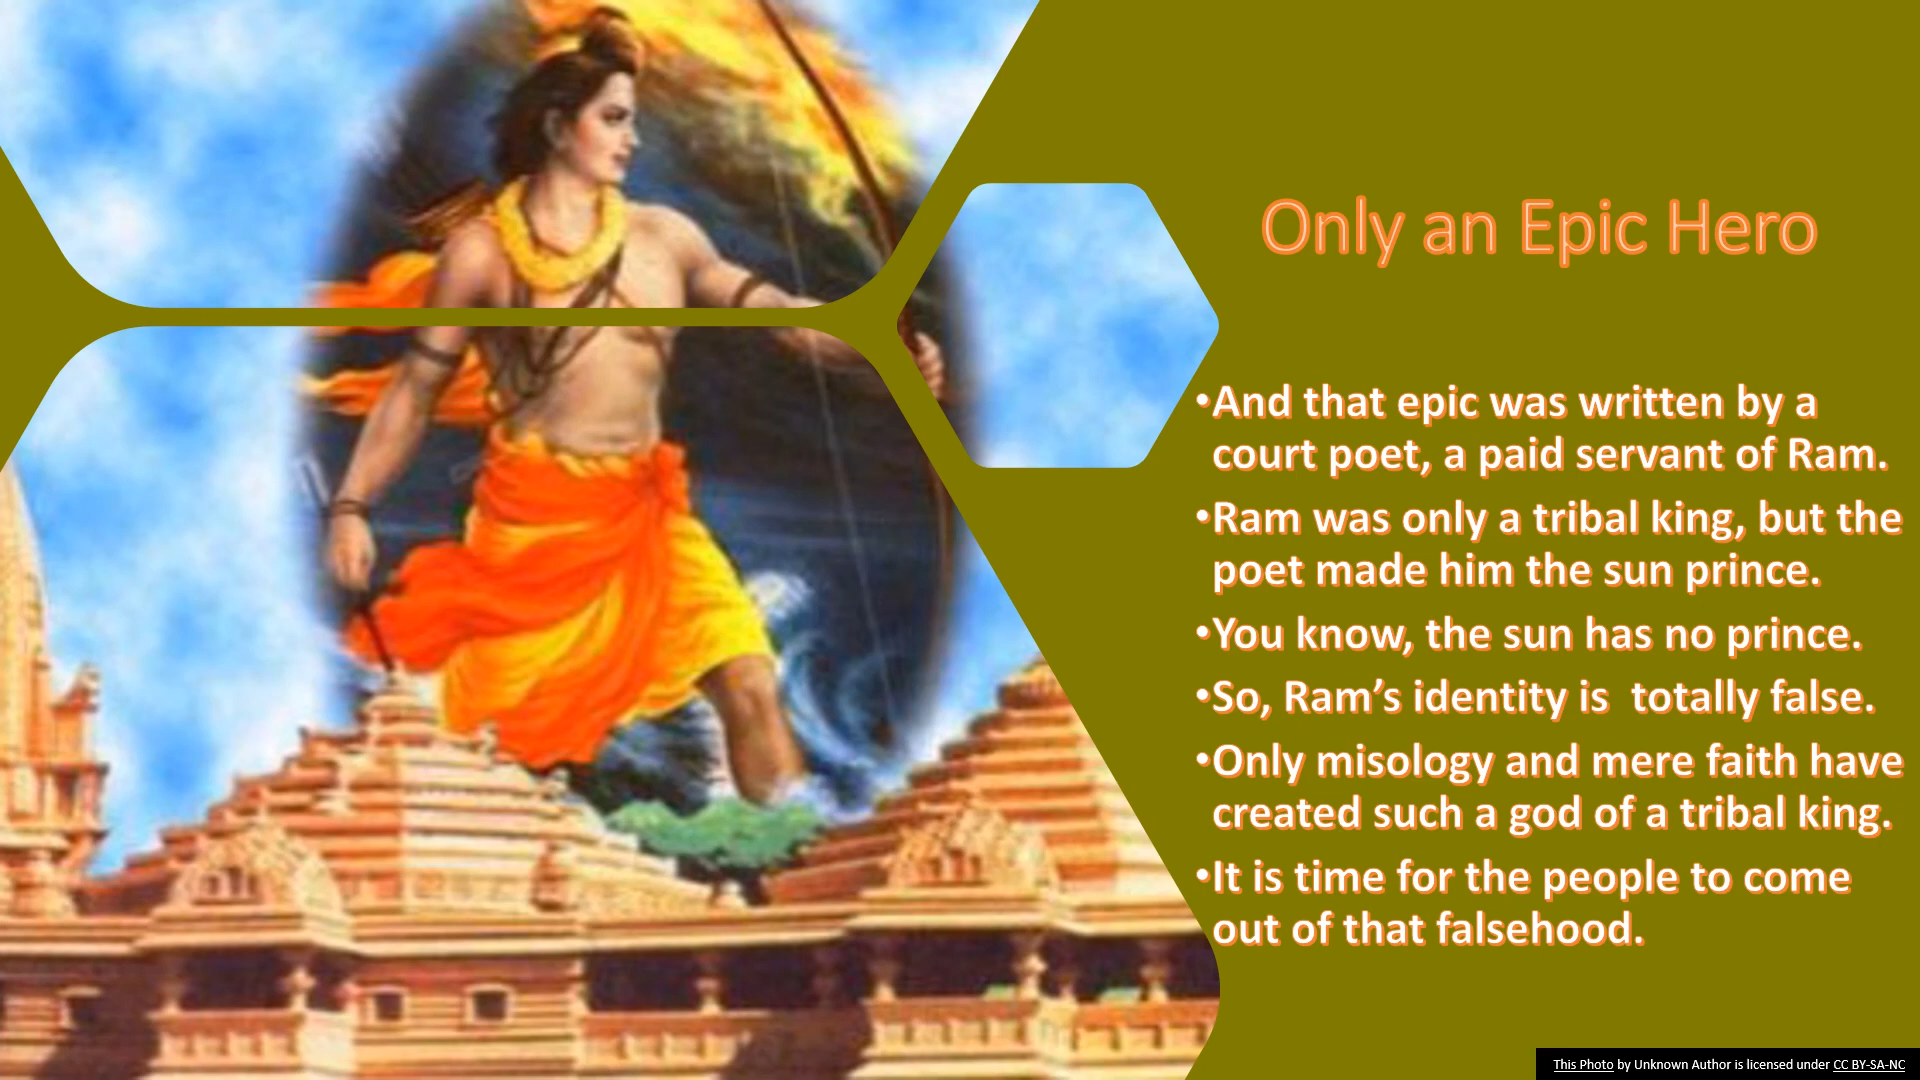 Only an Epic Hero
•And that epic was written by a
court poet, a paid servant of Ram.
•Ram was only a tribal king, but the
poet made him the sun prince.
•You know, the sun has no prince.
•So, Ram’s identity is  totally false.
•Only misology and mere faith have
created such a god of a tribal king.
•It is time for the people to come
out of that falsehood.
This Photo by Unknown Author is licensed under CC BY-SA-NC